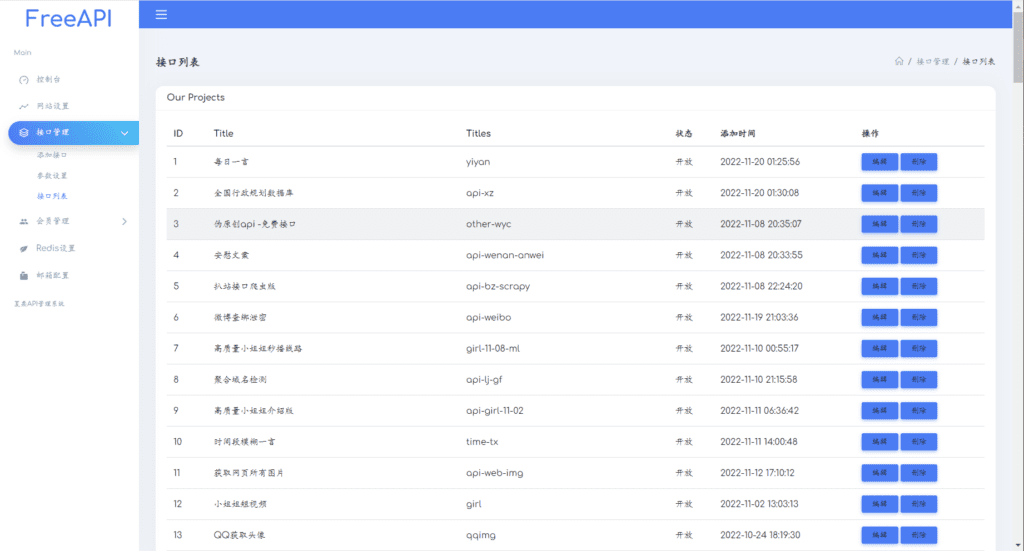 FreeAPI
Main
控制台
网站设置
接口管理
添加接口
参数设置
接口列表
会员管理
Redis设置
邮箱配置
某某API管理系统
接口列表
/ 接口管理 / 接口列表
Our Projects
ID Title Titles 状态 添加时间 操作
1 每日一言 yiyan 开放 2022-11-20 01:25:56 编辑 删除
2 全国行政规划数据库 api-xz 开放 2022-11-20 01:30:08 编辑 删除
3 伪原创api -免费接口 other-wyc 开放 2022-11-08 20:35:07 编辑 删除
4 安慰文案 api-wenan-anwei 开放 2022-11-08 20:33:55 编辑 删除
5 扒站接口爬虫版 api-bz-scrapy 开放 2022-11-08 22:24:20 编辑 删除
6 微博查绑泄密 api-weibo 开放 2022-11-19 21:03:36 编辑 删除
7 高质量小姐姐秒播线路 girl-11-08-ml 开放 2022-11-10 00:55:17 编辑 删除
8 聚合域名检测 api-lj-gf 开放 2022-11-10 21:15:58 编辑 删除
9 高质量小姐姐介绍版 api-girl-11-02 开放 2022-11-11 06:36:42 编辑 删除
10 时间段模糊一言 time-tx 开放 2022-11-11 14:00:48 编辑 删除
11 获取网页所有图片 api-web-img 开放 2022-11-12 17:10:12 编辑 删除
12 小姐姐短视频 girl 开放 2022-11-02 13:03:13 编辑 删除
13 QQ获取头像 qqimg 开放 2022-10-24 18:19:30 编辑 删除